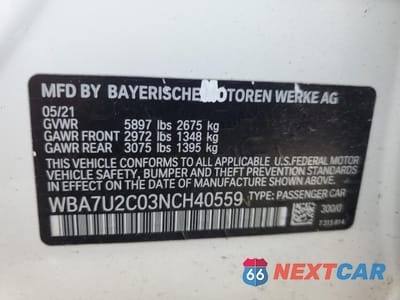 MFD BY BAYERISCHE MOTOREN WERKE AG
05/21
GVWR 5897 lbs 2675 kg
GAWR FRONT 2972 lbs 1348 kg
GAWR REAR 3075 lbs 1395 kg
THIS VEHICLE CONFORMS TO ALL APPLICABLE U.S. FEDERAL MOTOR
VEHICLE SAFETY, BUMPER AND THEFT PREVENTION STANDARDS
IN EFFECT ON THE DATE OF MANUFACTURE SHOWN ABOVE.
WBA7U2C03NCH40559 TYPE: PASSENGER CAR
300/0
66 NEXTCAR